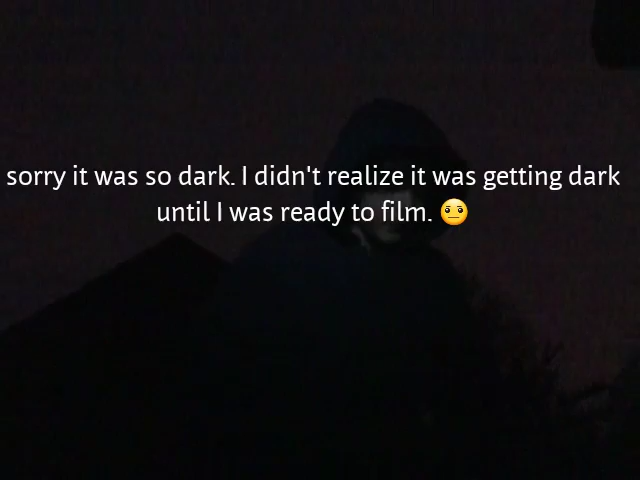 sorry it was so dark. I didn't realize it was getting dark
until I was ready to film. 😐